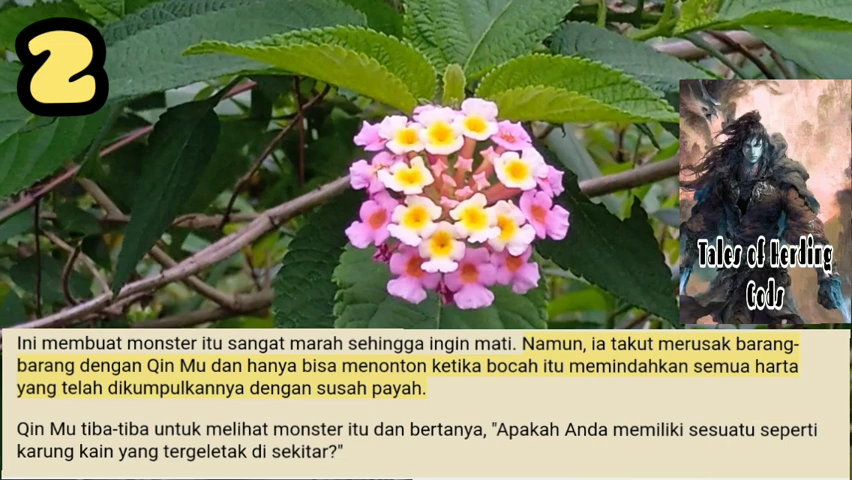 2
Tales of Herding
Gods
Ini membuat monster itu sangat marah sehingga ingin mati. Namun, ia takut merusak barang-
barang dengan Qin Mu dan hanya bisa menonton ketika bocah itu memindahkan semua harta
yang telah dikumpulkannya dengan susah payah.
Qin Mu tiba-tiba untuk melihat monster itu dan bertanya, "Apakah Anda memiliki sesuatu seperti
karung kain yang tergeletak di sekitar?"